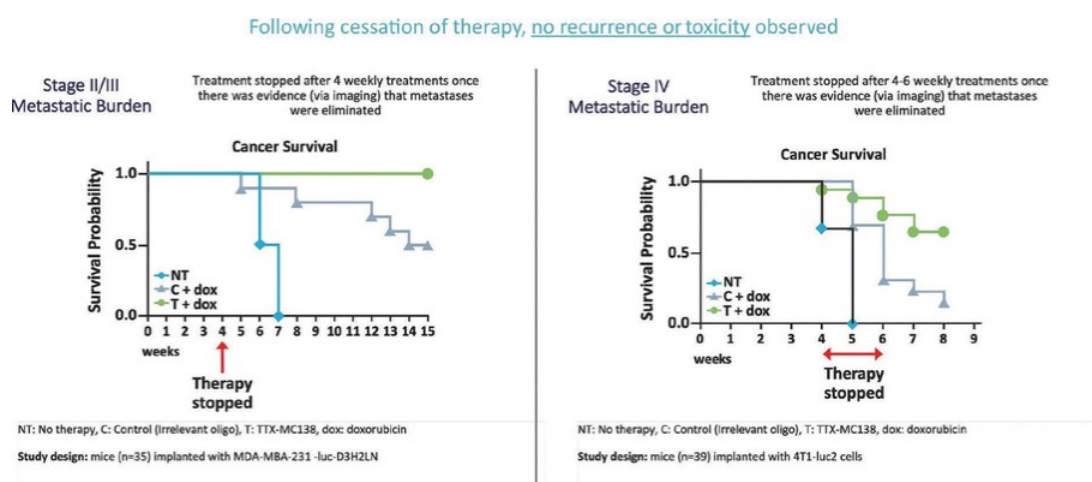 Following cessation of therapy, no recurrence or toxicity observed
Stage II/III
Metastatic Burden
Treatment stopped after 4 weekly treatments once
there was evidence (via imaging) that metastases
were eliminated
Cancer Survival
Survival Probability
1.0
0.5
0.0
NT
C + dox
T + dox
0 1 2 3 4 5 6 7 8 9 10 11 12 13 14 15
weeks
Therapy
stopped
NT: No therapy, C: Control (Irrelevant oligo), T: TTX-MC138, dox: doxorubicin
Study design: mice (n=35) implanted with MDA-MBA-231 -luc-D3H2LN
Stage IV
Metastatic Burden
Treatment stopped after 4-6 weekly treatments once
there was evidence (via imaging) that metastases
were eliminated
Cancer Survival
Survival Probability
1.0
0.5
0.0
NT
C + dox
T + dox
0 1 2 3 4 5 6 7 8 9
weeks
Therapy
stopped
NT: No therapy, C: Control (Irrelevant oligo), T: TTX-MC138, dox: doxorubicin
Study design: mice (n=39) implanted with 4T1-luc2 cells